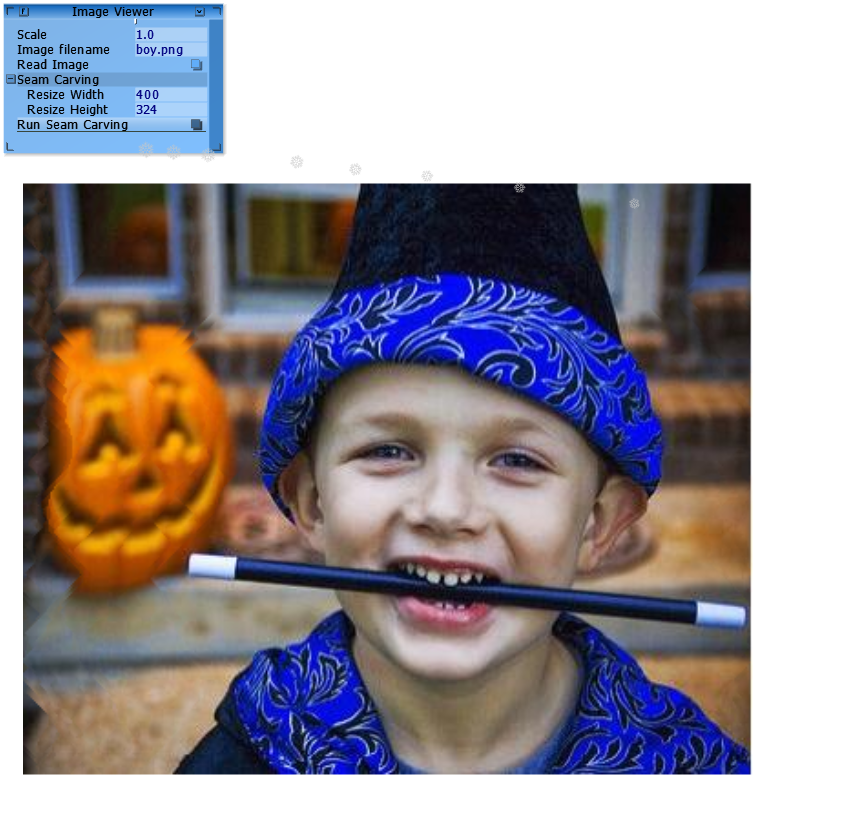 Image Viewer
Scale 1.0
Image filename boy.png
Read Image
Seam Carving
Resize Width 400
Resize Height 324
Run Seam Carving